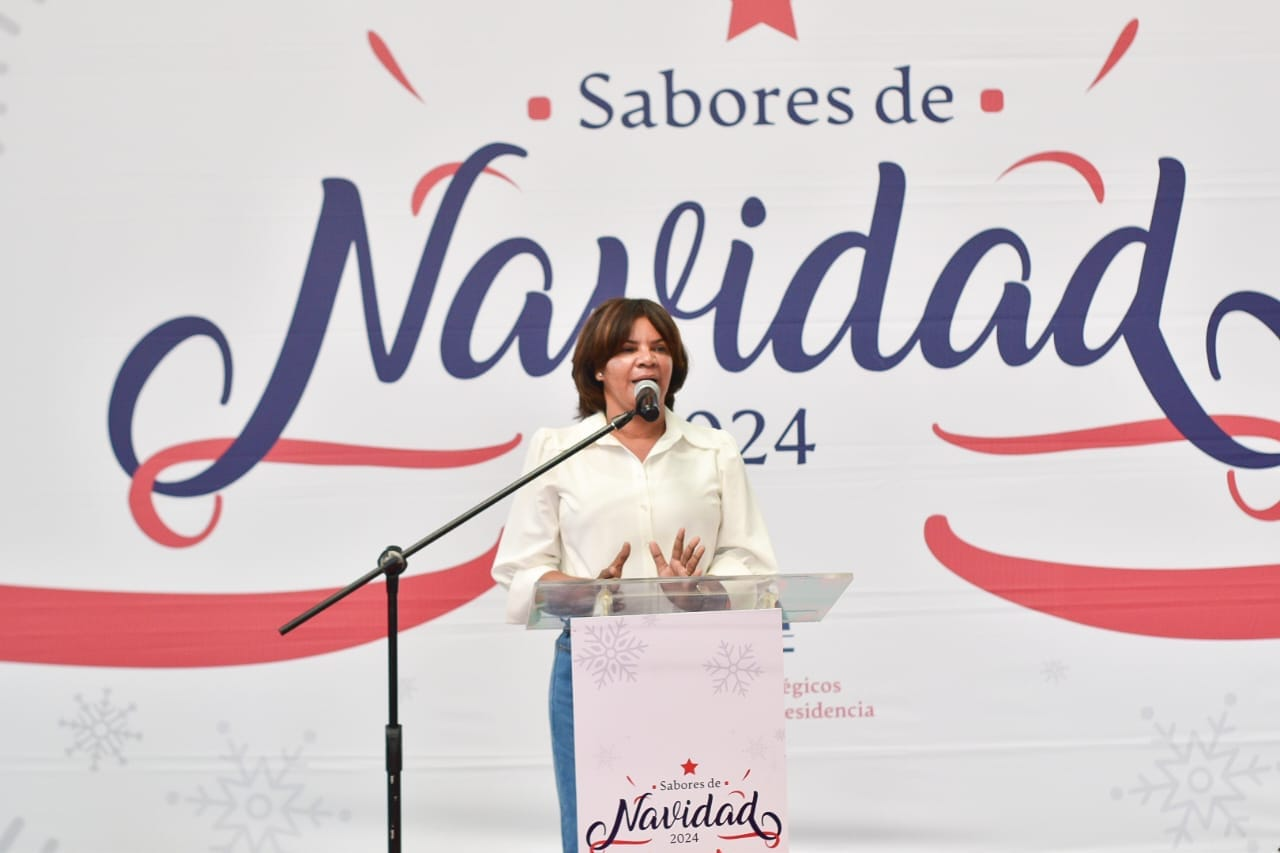 Sabores de
Navidad
2024
égicos
esidencia
Sabores de
Navidad
2024